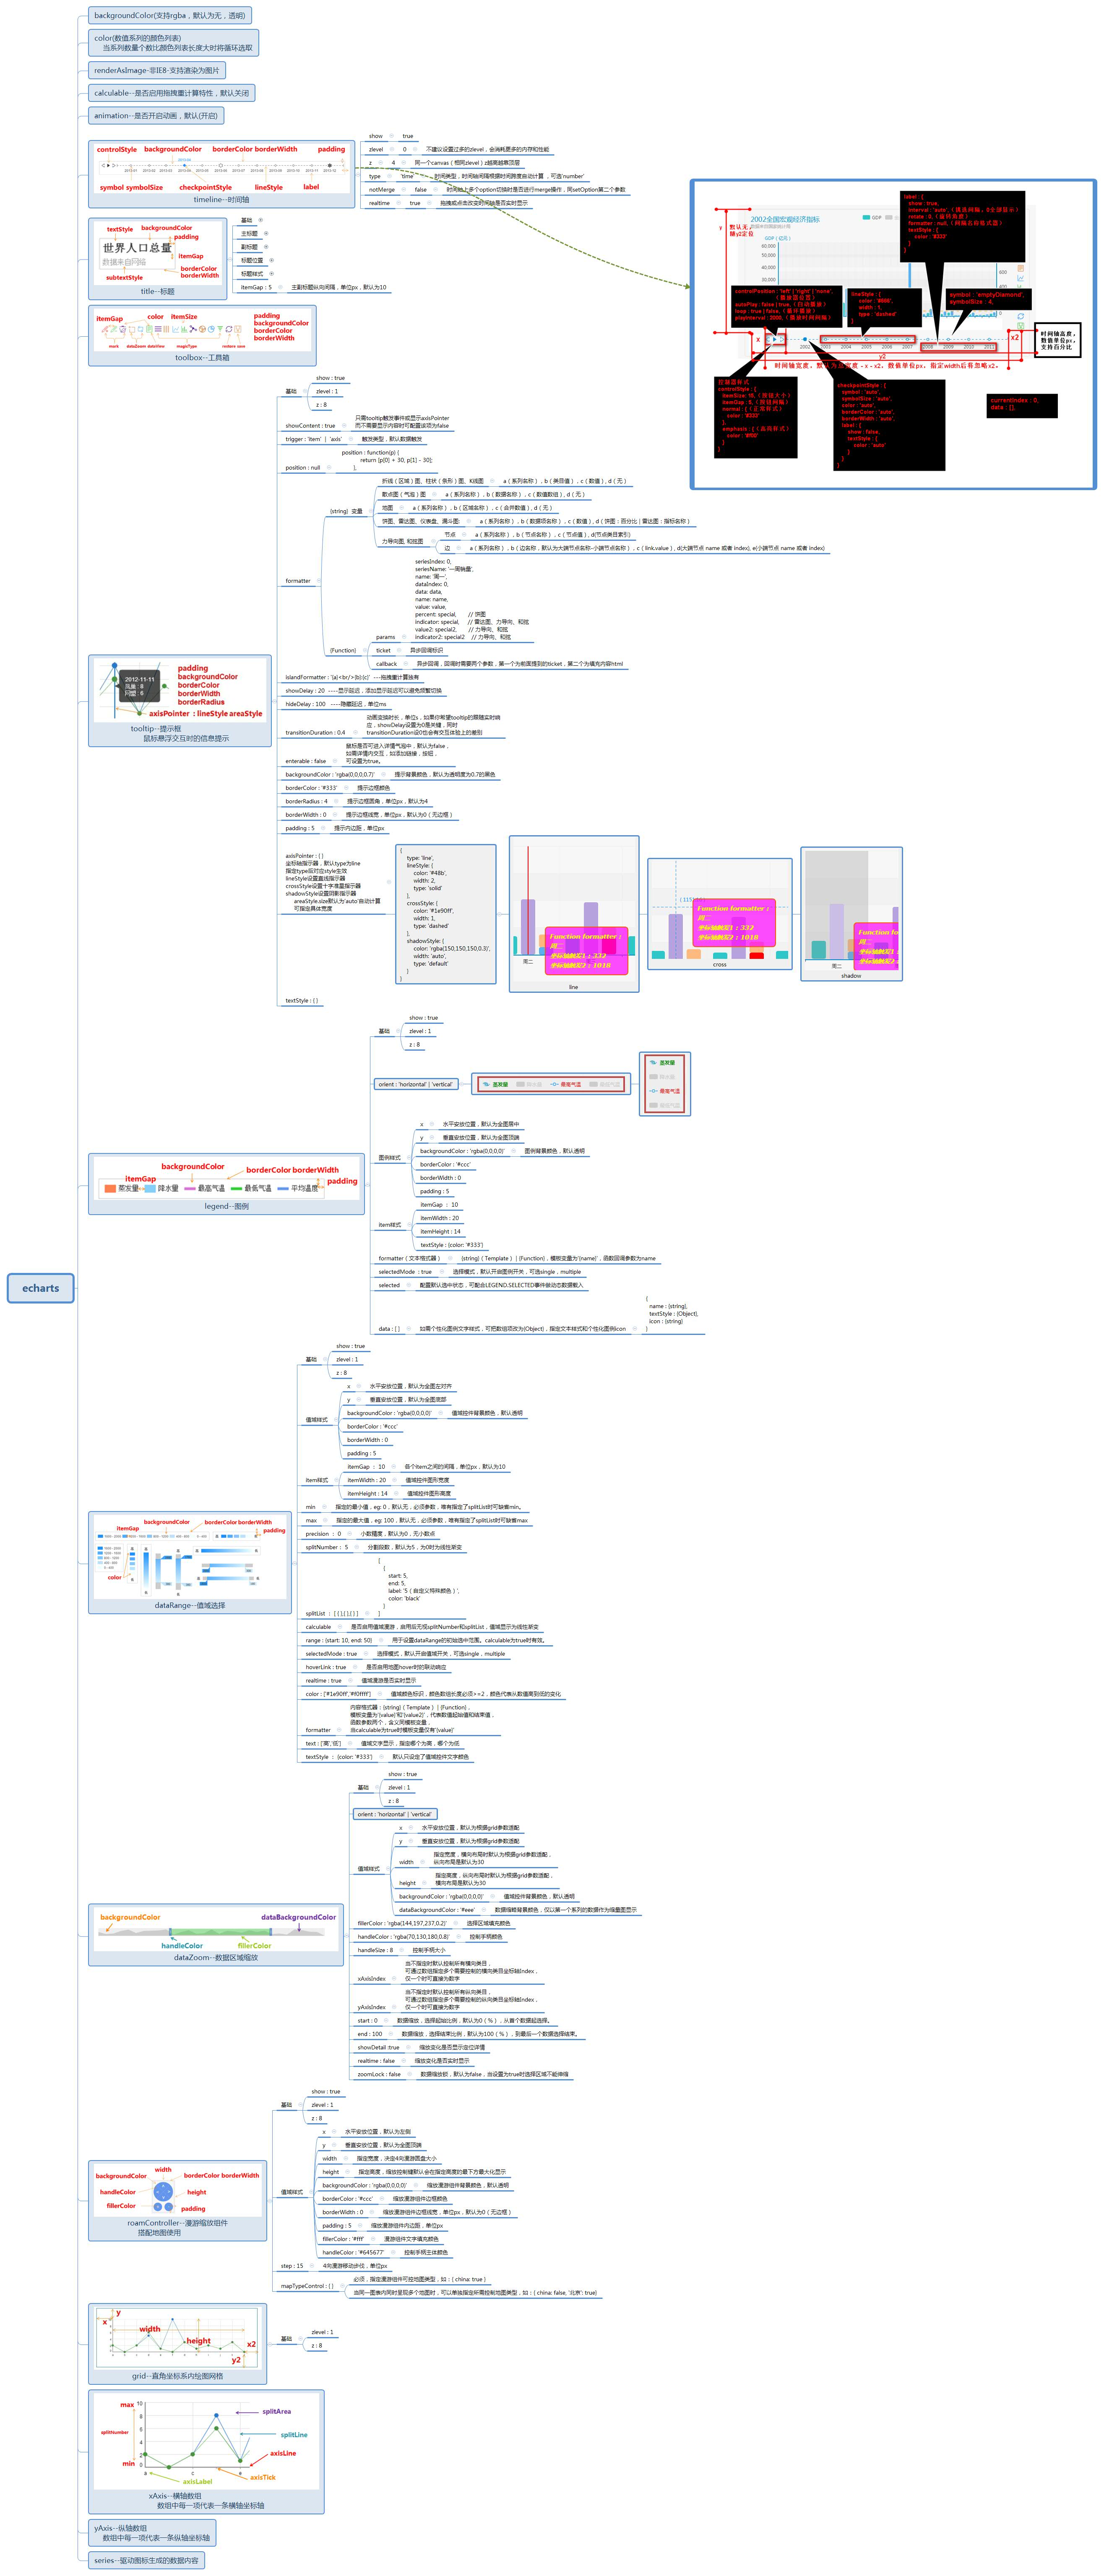 echarts
backgroundColor(支持rgba，默认为无，透明)
color(数值系列的颜色列表)
当系列数量个数比颜色列表长度大时将循环选取
renderAsImage-非IE8-支持渲染为图片
calculable--是否启用拖拽重计算特性，默认关闭
animation--是否开启动画，默认(开启)
controlStyle backgroundColor borderColor borderWidth padding
symbol symbolSize checkpointStyle lineStyle label
timeline--时间轴
show true
zlevel 0 不建议设置过多的zlevel，会消耗更多的内存和性能
z 4 同一个canvas（相同zlevel）z越高越靠顶层
type 'time' 时间类型，时间轴间隔根据时间跨度自动计算 ，可选'number'
notMerge false 时间轴上多个option切换时是否进行merge操作，同setOption第二个参数
realtime true 拖拽或点击改变时间轴是否实时显示
2002全国宏观经济指标
GDP
label : {
show : true,
rotate : 0,
textStyle : {
color : '#333'
symbol : 'emptyDiamond',
symbolSize : 4,
lineStyle : {
color : '#666',
width : 1,
type : 'dashed'
时间轴高度，
数值单位px，
支持百分比
controlStyle : {
checkpointStyle : {
symbol : 'auto',
symbolSize : 'auto',
color : 'auto',
borderColor : 'auto',
borderWidth : 'auto',
label : {
show : false,
textStyle : {
color : 'auto'
currentIndex : 0,
data : [],
textStyle backgroundColor
padding
世界人口总量
itemGap
数据来自网络
borderColor
borderWidth
subtextStyle
title--标题
基础
主标题
副标题
标题位置
标题样式
itemGap : 5 主副标题纵向间隔，单位px，默认为10
itemGap color itemSize padding
backgroundColor
borderColor
borderWidth
mark dataZoom dataView magicType restore save
toolbox--工具箱
2012-11-11
风量 : 8
padding
backgroundColor
borderColor
borderWidth
borderRadius
axisPointer : lineStyle areaStyle
tooltip--提示框
鼠标悬浮交互时的信息提示
基础
show : true
zlevel : 1
z : 8
showContent : true
只需tooltip触发事件或显示axisPointer
而不需要显示内容时可配置该项为false
trigger : 'item' | 'axis' 触发类型，默认数据触发
position : null
position : function(p) {
return [p[0] + 30, p[1] - 30];
},
formatter
{string} 变量
折线（区域）图、柱状（条形）图、K线图 a（系列名称），b（类目值），c（数值）, d（无）
散点图（气泡）图 a（系列名称），b（数据名称），c（数值数组）, d（无）
地图 a（系列名称），b（区域名称），c（合并数值）, d（无）
饼图、雷达图、仪表盘、漏斗图: a（系列名称），b（数据项名称），c（数值）, d（饼图：百分比 | 雷达图：指标名称）
力导向图, 和弦图
节点 a（系列名称），b（节点名称），c（节点值）, d(节点类目索引)
边 a（系列名称），b（边名称，默认为大端节点名称-小端节点名称），c（link.value）, d(大端节点 name 或者 index), e(小端节点 name 或者 index)
{Function}
params
seriesIndex: 0,
seriesName: '一周销量',
name: '周一',
dataIndex: 0,
data: data,
name: name,
value: value,
percent: special, // 饼图
indicator: special, // 雷达图、力导向、和弦
value2: special2, // 力导向、和弦
indicator2: special2 // 力导向、和弦
ticket 异步回调标识
callback 异步回调，回调时需要两个参数，第一个为前面提到的ticket，第二个为填充内容html
islandFormatter : '{a}<br/>{b}:{c}' ---拖拽重计算独有
showDelay : 20 ----显示延迟，添加显示延迟可以避免频繁切换
hideDelay : 100 ----隐藏延迟，单位ms
transitionDuration : 0.4
动画变换时长，单位s，如果你希望tooltip的跟随实时响
应，showDelay设置为0是关键，同时
transitionDuration设0也会有交互体验上的差别
enterable : false
鼠标是否可进入详情气泡中，默认为false，
如需详情内交互，如添加链接，按钮，
可设置为true。
backgroundColor : 'rgba(0,0,0,0.7)' 提示背景颜色，默认为透明度为0.7的黑色
borderColor : '#333' 提示边框颜色
borderRadius : 4 提示边框圆角，单位px，默认为4
borderWidth : 0 提示边框线宽，单位px，默认为0（无边框）
padding : 5 提示内边距，单位px
axisPointer : { }
坐标轴指示器，默认type为line
指定type后对应style生效
lineStyle设置直线指示器
crossStyle设置十字准星指示器
shadowStyle设置阴影指示器
areaStyle.size默认为'auto'自动计算
可指定具体宽度
{
type: 'line',
lineStyle: {
color: '#48b',
width: 2,
type: 'solid'
},
crossStyle: {
color: '#1e90ff',
width: 1,
type: 'dashed'
},
shadowStyle: {
color: 'rgba(150,150,150,0.3)',
width: 'auto',
type: 'default'
}
}
Function formatter :
周二
坐标轴触发1 : 332
坐标轴触发2 : 1018
周二
line
Function formatter :
周二
坐标轴触发1 : 332
坐标轴触发2 : 1018
cross
周二
shadow
textStyle : { }
backgroundColor
borderColor borderWidth
itemGap padding
蒸发量 降水量 最高气温 最低气温 平均温度
legend--图例
基础
show : true
zlevel : 1
z : 8
orient : 'horizontal' | 'vertical'
蒸发量 降水量 最高气温 最低气温
蒸发量
降水量
最高气温
最低气温
图例样式
x 水平安放位置，默认为全图居中
y 垂直安放位置，默认为全图顶端
backgroundColor : 'rgba(0,0,0,0)' 图例背景颜色，默认透明
borderColor : '#ccc'
borderWidth : 0
padding : 5
item样式
itemGap ： 10
itemWidth : 20
itemHeight : 14
textStyle : {color: '#333'}
formatter（文本格式器） {string}（Template）| {Function}，模板变量为'{name}'，函数回调参数为name
selectedMode ：true 选择模式，默认开启图例开关，可选single，multiple
selected 配置默认选中状态，可配合LEGEND.SELECTED事件做动态数据载入
data : [ ] 如需个性化图例文字样式，可把数组项改为{Object}，指定文本样式和个性化图例icon
{
name : {string},
textStyle : {Object},
icon : {string}
}
itemGap backgroundColor borderColor borderWidth
padding
color
dataRange--值域选择
基础
show : true
zlevel : 1
z : 8
值域样式
x 水平安放位置，默认为全图左对齐
y 垂直安放位置，默认为全图底部
backgroundColor : 'rgba(0,0,0,0)' 值域控件背景颜色，默认透明
borderColor : '#ccc'
borderWidth : 0
padding : 5
item样式
itemGap ： 10 各个item之间的间隔，单位px，默认为10
itemWidth : 20 值域控件图形宽度
itemHeight : 14 值域控件图形高度
min 指定的最小值，eg: 0，默认无，必须参数，唯有指定了splitList时可缺省min。
max 指定的最大值，eg: 100，默认无，必须参数，唯有指定了splitList时可缺省max
precision ： 0 小数精度，默认为0，无小数点
splitNumber： 5 分割段数，默认为5，为0时为线性渐变
splitList ： [ { },{ },{ } ]
[
{
start: 5,
end: 5,
label: '5（自定义特殊颜色）',
color: 'black'
}
]
calculable 是否启用值域漫游，启用后无视splitNumber和splitList，值域显示为线性渐变
range : {start: 10, end: 50} 用于设置dataRange的初始选中范围。calculable为true时有效。
selectedMode : true 选择模式，默认开启值域开关，可选single，multiple
hoverLink : true 是否启用地图hover时的联动响应
realtime : true 值域漫游是否实时显示
color : ['#1e90ff','#f0ffff'] 值域颜色标识，颜色数组长度必须>=2，颜色代表从数值高到低的变化
formatter
内容格式器：{string}（Template）| {Function}，
模板变量为'{value}'和'{value2}'，代表数值起始值和结束值，
函数参数两个，含义同模板变量，
当calculable为true时模板变量仅有'{value}'
text : ['高','低'] 值域文字显示，指定哪个为高，哪个为低
textStyle ： {color: '#333'} 默认只设定了值域控件文字颜色
backgroundColor dataBackgroundColor
handleColor fillerColor
dataZoom--数据区域缩放
基础
show : true
zlevel : 1
z : 8
orient : 'horizontal' | 'vertical'
值域样式
x 水平安放位置，默认为根据grid参数适配
y 垂直安放位置，默认为根据grid参数适配
width
指定宽度，横向布局时默认为根据grid参数适配，
纵向布局是默认为30
height
指定高度，纵向布局时默认为根据grid参数适配，
横向布局是默认为30
backgroundColor : 'rgba(0,0,0,0)' 值域控件背景颜色，默认透明
dataBackgroundColor : '#eee' 数据缩略背景颜色，仅以第一个系列的数据作为缩量图显示
fillerColor : 'rgba(144,197,237,0.2)' 选择区域填充颜色
handleColor : 'rgba(70,130,180,0.8)' 控制手柄颜色
handleSize : 8 控制手柄大小
xAxisIndex
当不指定时默认控制所有横向类目，
可通过数组指定多个需要控制的横向类目坐标轴Index，
仅一个时可直接为数字
yAxisIndex
当不指定时默认控制所有纵向类目，
可通过数组指定多个需要控制的纵向类目坐标轴Index，
仅一个时可直接为数字
start : 0 数据缩放，选择起始比例，默认为0（%），从首个数据起选择。
end : 100 数据缩放，选择结束比例，默认为100（%），到最后一个数据选择结束。
showDetail :true 缩放变化是否显示定位详情
realtime : false 缩放变化是否实时显示
zoomLock : false 数据缩放锁，默认为false，当设置为true时选择区域不能伸缩
width
backgroundColor borderColor borderWidth
handleColor height
fillerColor padding
roamController--漫游缩放组件
搭配地图使用
基础
show : true
zlevel : 1
z : 8
值域样式
x 水平安放位置，默认为左侧
y 垂直安放位置，默认为全图顶端
width 指定宽度，决定4向漫游圆盘大小
height 指定高度，缩放控制键默认会在指定高度的最下方最大化显示
backgroundColor : 'rgba(0,0,0,0)' 缩放漫游组件背景颜色，默认透明
borderColor : '#ccc' 缩放漫游组件边框颜色
borderWidth : 0 缩放漫游组件边框线宽，单位px，默认为0（无边框）
padding : 5 缩放漫游组件内边距，单位px
fillerColor : '#fff' 漫游组件文字填充颜色
handleColor : '#645677' 控制手柄主体颜色
step : 15 4向漫游移动步伐，单位px
mapTypeControl : { }
必须，指定漫游组件可控地图类型，如：{ china: true }
当同一图表内同时呈现多个地图时，可以单独指定所需控制地图类型，如：{ china: false, '北京': true}
x y
width
height x2
y2
grid--直角坐标系内绘图网格
基础
zlevel : 1
z : 8
max
splitNumber
min
10
8
6
4
2
0
a c e
splitArea
splitLine
axisLine
axisTick
axisLabel
xAxis--横轴数组
数组中每一项代表一条横轴坐标轴
yAxis--纵轴数组
数组中每一项代表一条纵轴坐标轴
series--驱动图标生成的数据内容